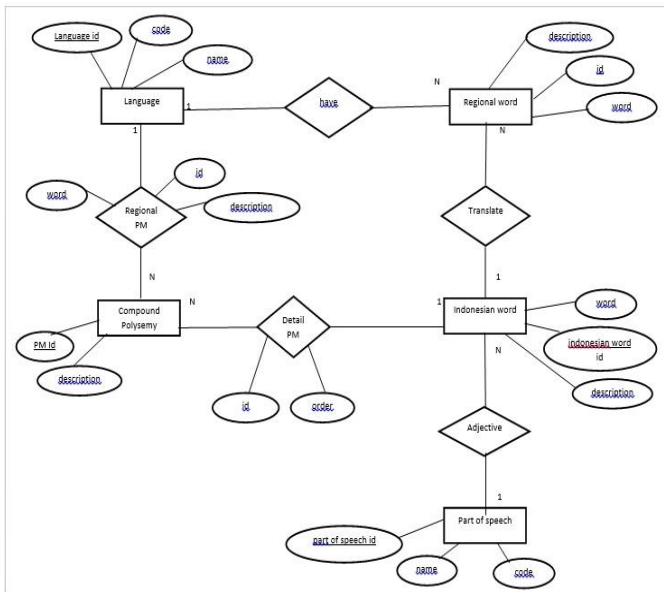 Language id
code
name
description
N
id
Language
1
have
Regional word
word
1
N
word
id
description
Regional
PM
Translate
N
N
1
1
word
Compound
Polysemy
Detail
PM
Indonesian word
PM Id
N
indonesian word
id
description
description
id
order
Adjective
1
Part of speech
part of speech id
name
code